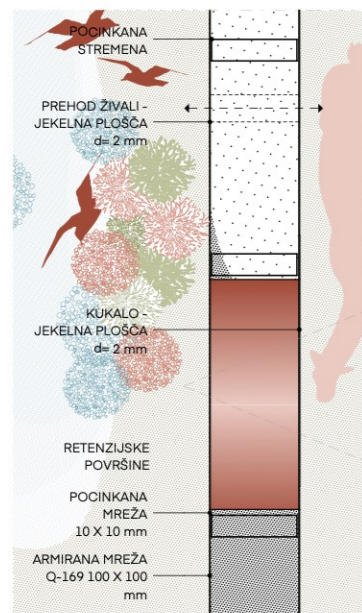 POCINKANA
STREMENA
PREHOD ŽIVALI -
JEKELNA PLOŠČA
d= 2 mm
KUKALO -
JEKELNA PLOŠČA
d= 2 mm
RETENZIJSKE
POVRŠINE
POCINKANA
MREŽA
10 X 10 mm
ARMIRANA MREŽA
Q-169 100 X 100
mm